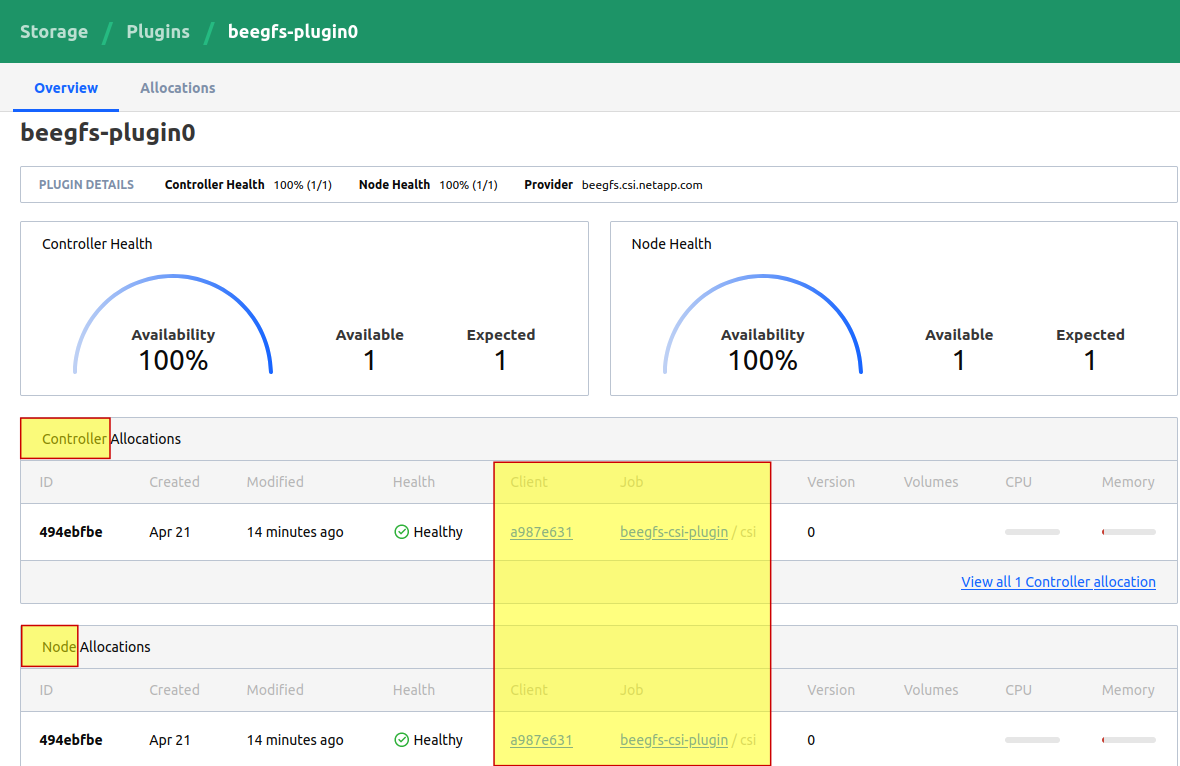 Storage / Plugins / beegfs-plugin0
Overview Allocations
beegfs-plugin0
PLUGIN DETAILS Controller Health 100% (1/1) Node Health 100% (1/1) Provider beegfs.csi.netapp.com
Controller Health Node Health
Availability Available Expected Availability Available Expected
100% 1 1 100% 1 1
Controller Allocations
ID Created Modified Health Client Job Version Volumes CPU Memory
494ebfbe Apr 21 14 minutes ago Healthy a987e631 beegfs-csi-plugin / csi 0
View all 1 Controller allocation
Node Allocations
ID Created Modified Health Client Job Version Volumes CPU Memory
494ebfbe Apr 21 14 minutes ago Healthy a987e631 beegfs-csi-plugin / csi 0